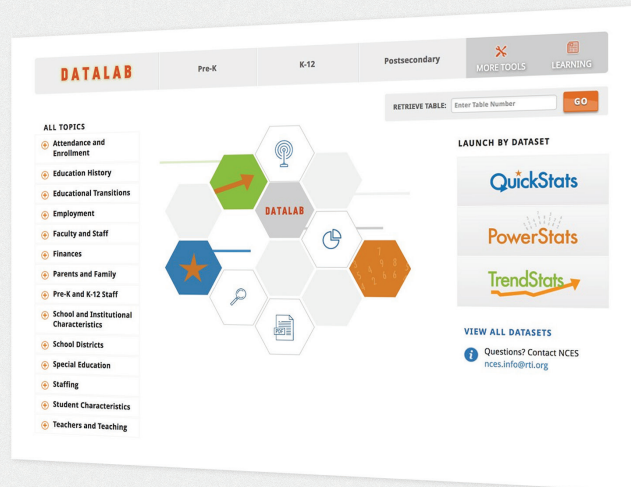 DATALAB
Pre-K
K-12
Postsecondary
MORE TOOLS
LEARNING
RETRIEVE TABLE:
Enter Table Number
GO
ALL TOPICS
Attendance and
Enrollment
Education History
Educational Transitions
Employment
Faculty and Staff
Finances
Parents and Family
Pre-K and K-12 Staff
School and Institutional
Characteristics
School Districts
Special Education
Staffing
Student Characteristics
Teachers and Teaching
DATALAB
PDF
LAUNCH BY DATASET
QuickStats
PowerStats
TrendStats
VIEW ALL DATASETS
Questions? Contact NCES
nces.info@rti.org